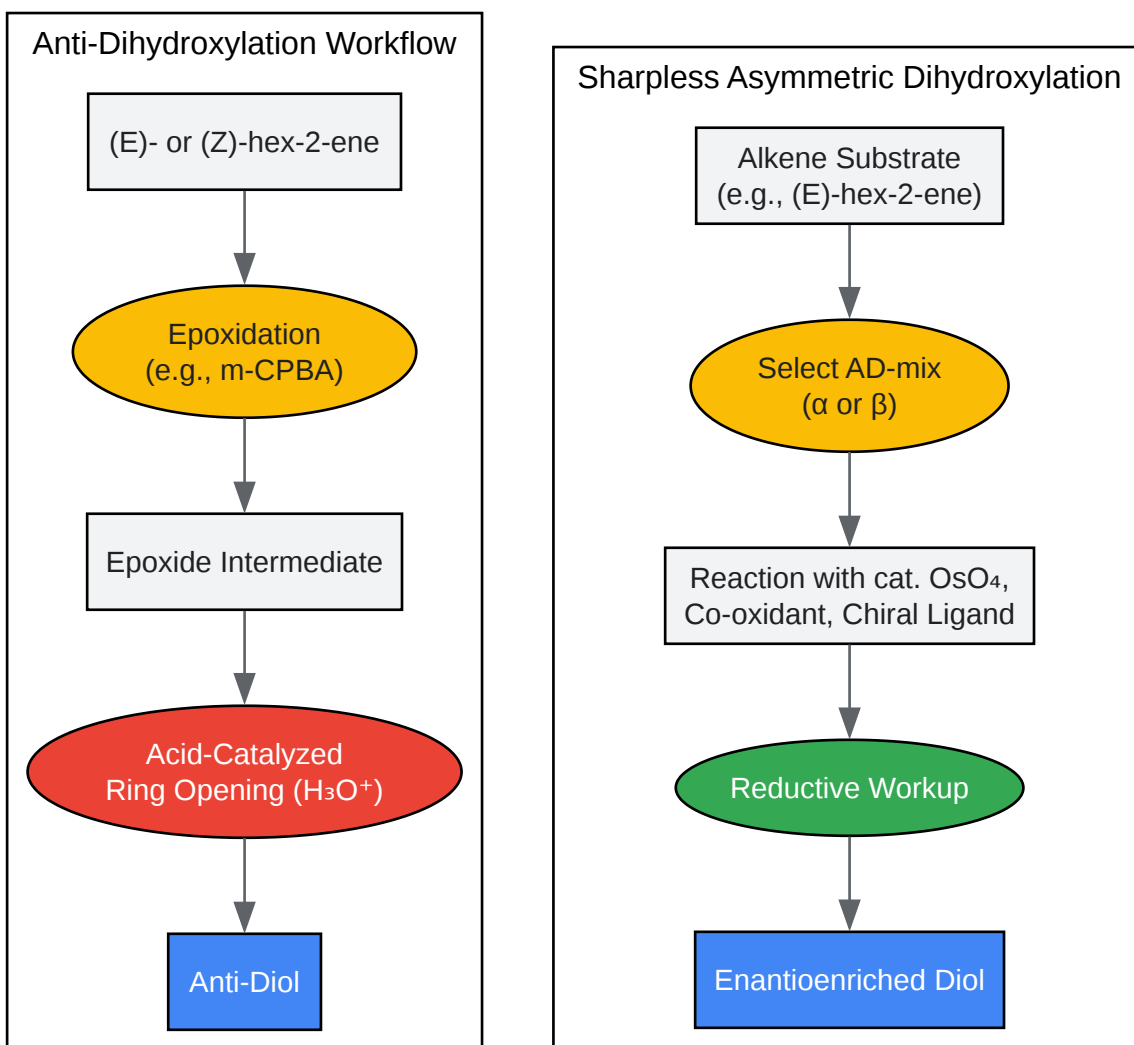 Anti-Dihydroxylation Workflow
(E)- or (Z)-hex-2-ene
Epoxidation
(e.g., m-CPBA)
Epoxide Intermediate
Acid-Catalyzed
Ring Opening (H₃O⁺)
Anti-Diol
Sharpless Asymmetric Dihydroxylation
Alkene Substrate
(e.g., (E)-hex-2-ene)
Select AD-mix
(α or β)
Reaction with cat. OsO₄,
Co-oxidant, Chiral Ligand
Reductive Workup
Enantioenriched Diol